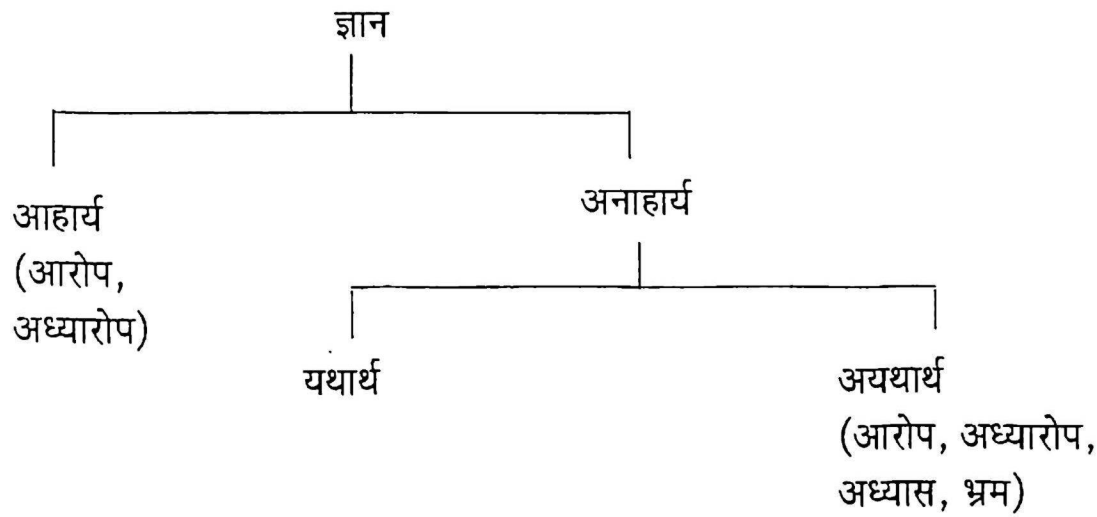 ज्ञान
आहार्य
(आरोप,
अध्यारोप)
अनाहार्य
यथार्थ
अयथार्थ
(आरोप, अध्यारोप,
अध्यास, भ्रम)